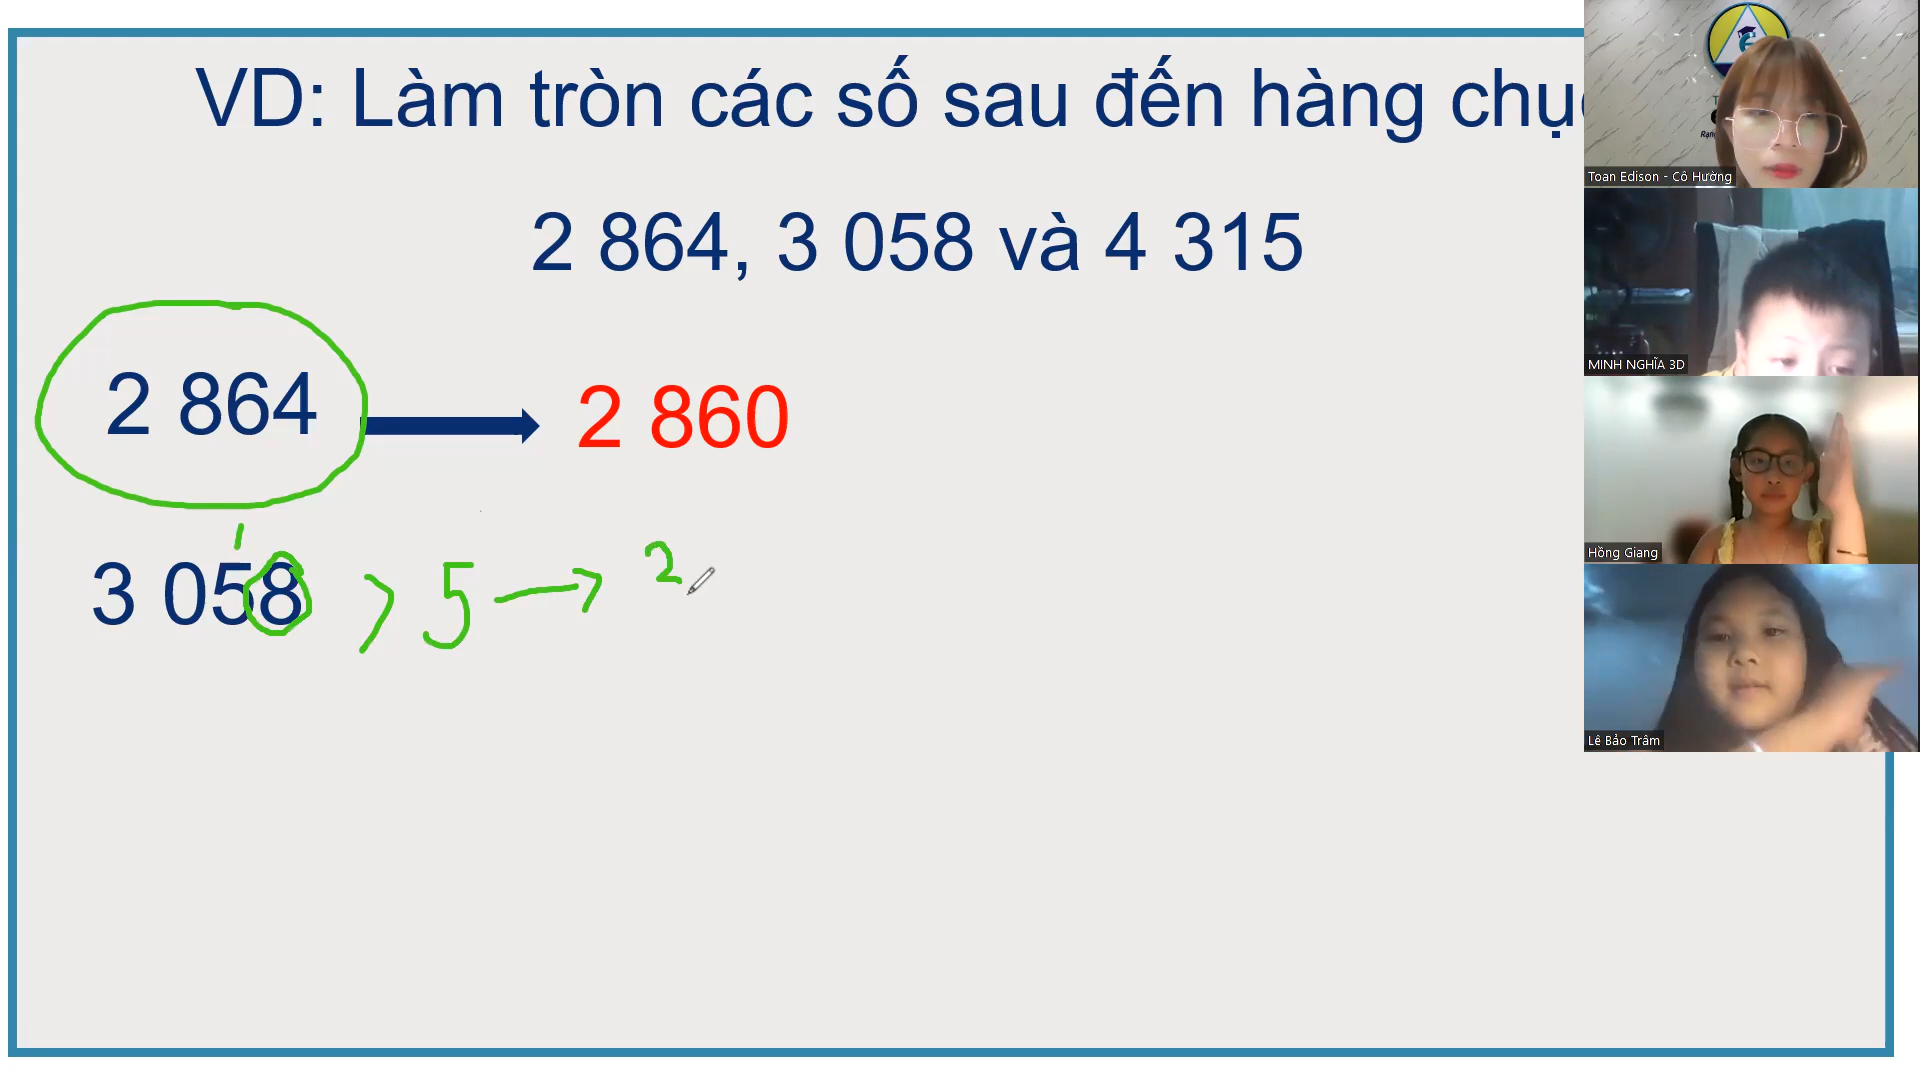 VD: Làm tròn các số sau đến hàng chục
2 864, 3 058 và 4 315
2 864 → 2 860
3 058 > 5 → 2
Toan Edison - Cô Hường
MINH NGHĨA 3D
Hồng Giang
Lê Bảo Trâm